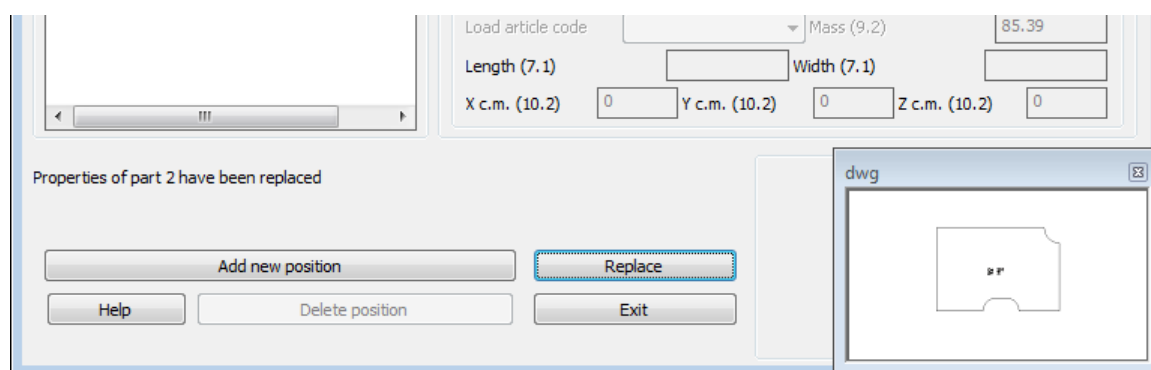 Load article code Mass (9.2) 85.39
Length (7.1) Width (7.1)
X c.m. (10.2) 0 Y c.m. (10.2) 0 Z c.m. (10.2) 0
Properties of part 2 have been replaced
dwg
Add new position Replace
Help Delete position Exit